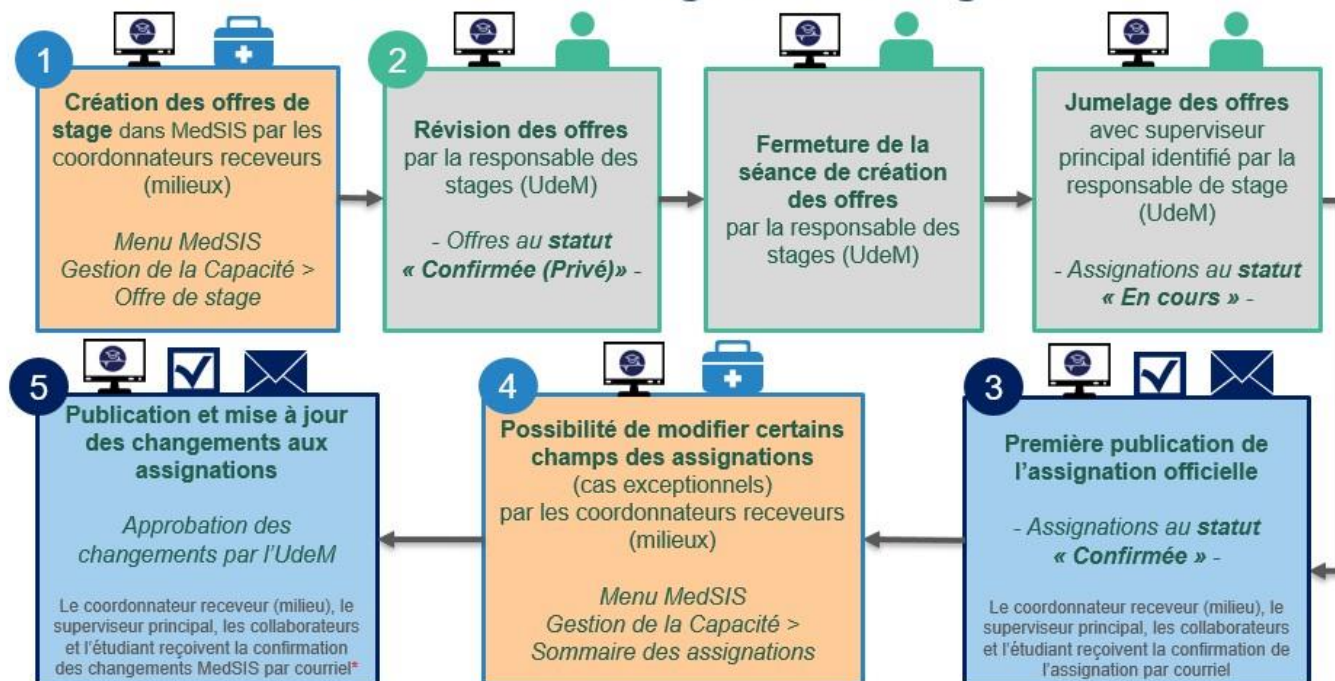 1
Création des offres de
stage dans MedSIS par les
coordonnateurs receveurs
(milieux)
Menu MedSIS
Gestion de la Capacité >
Offre de stage
2
Révision des offres
par la responsable des
stages (UdeM)
- Offres au statut
« Confirmée (Privé)» -
Fermeture de la
séance de création
des offres
par la responsable des
stages (UdeM)
Jumelage des offres
avec superviseur
principal identifié par la
responsable de stage
(UdeM)
- Assignations au statut
« En cours » -
3
Première publication de
l’assignation officielle
- Assignations au statut
« Confirmée » -
Le coordonnateur receveur (milieu), le
superviseur principal, les collaborateurs
et l’étudiant reçoivent la confirmation de
l’assignation par courriel
4
Possibilité de modifier certains
champs des assignations
(cas exceptionnels)
par les coordonnateurs receveurs
(milieux)
Menu MedSIS
Gestion de la Capacité >
Sommaire des assignations
5
Publication et mise à jour
des changements aux
assignations
Approbation des
changements par l’UdeM
Le coordonnateur receveur (milieu), le
superviseur principal, les collaborateurs
et l’étudiant reçoivent la confirmation
des changements MedSIS par courriel*